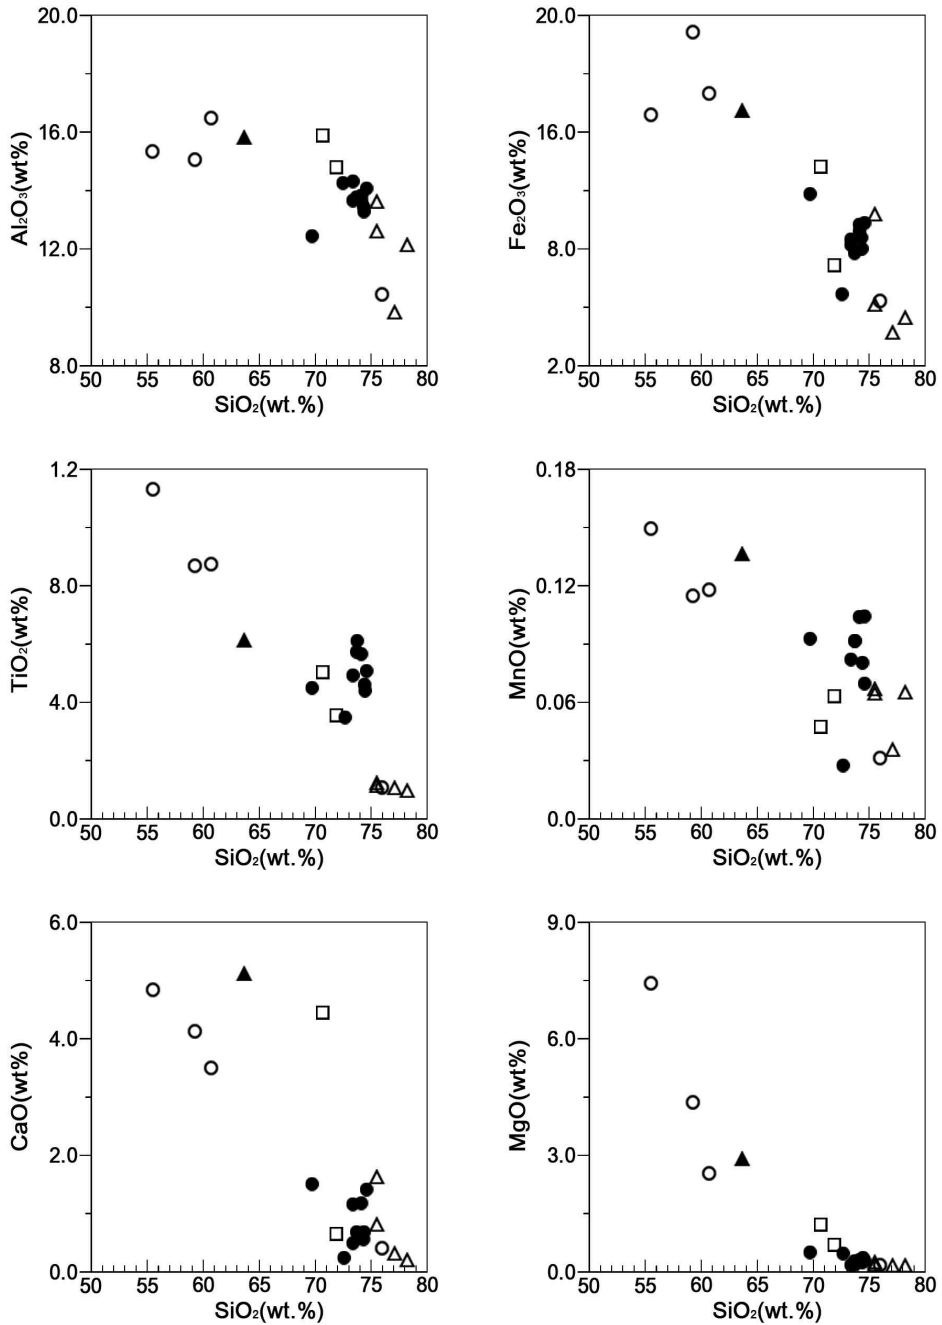 20.0 20.0
Al₂O₃(wt%) Fe₂O₃(wt%)
16.0 16.0
12.0 8.0
8.0 2.0
50 55 60 65 70 75 80 50 55 60 65 70 75 80
SiO₂(wt.%) SiO₂(wt.%)
1.2 0.18
TiO₂(wt%) MnO(wt%)
8.0 0.12
4.0 0.06
0.0 0.0
50 55 60 65 70 75 80 50 55 60 65 70 75 80
SiO₂(wt.%) SiO₂(wt.%)
6.0 9.0
CaO(wt%) MgO(wt%)
4.0 6.0
2.0 3.0
0.0 0.0
50 55 60 65 70 75 80 50 55 60 65 70 75 80
SiO₂(wt.%) SiO₂(wt.%)